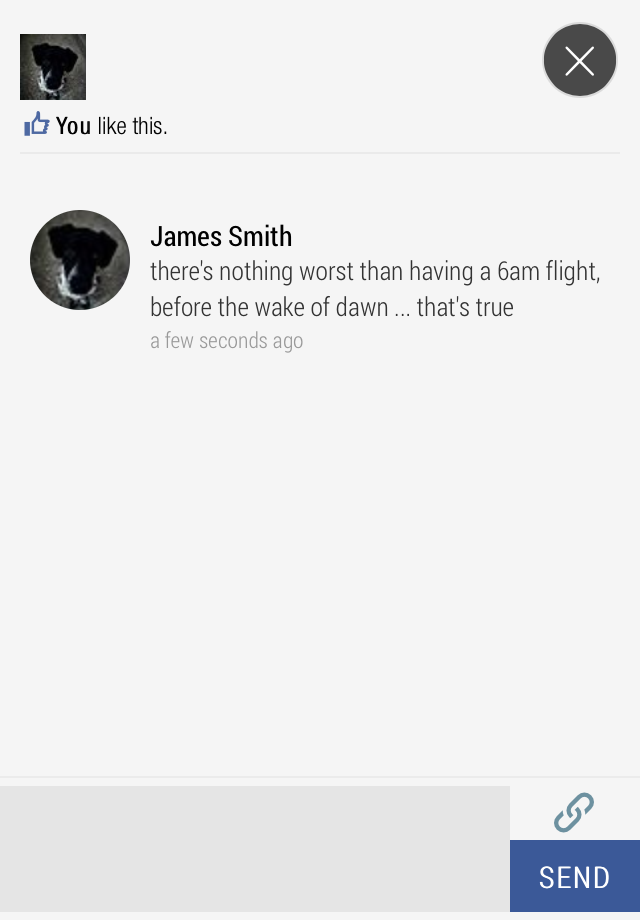 You like this.
James Smith
there's nothing worst than having a 6am flight,
before the wake of dawn ... that's true
a few seconds ago
SEND